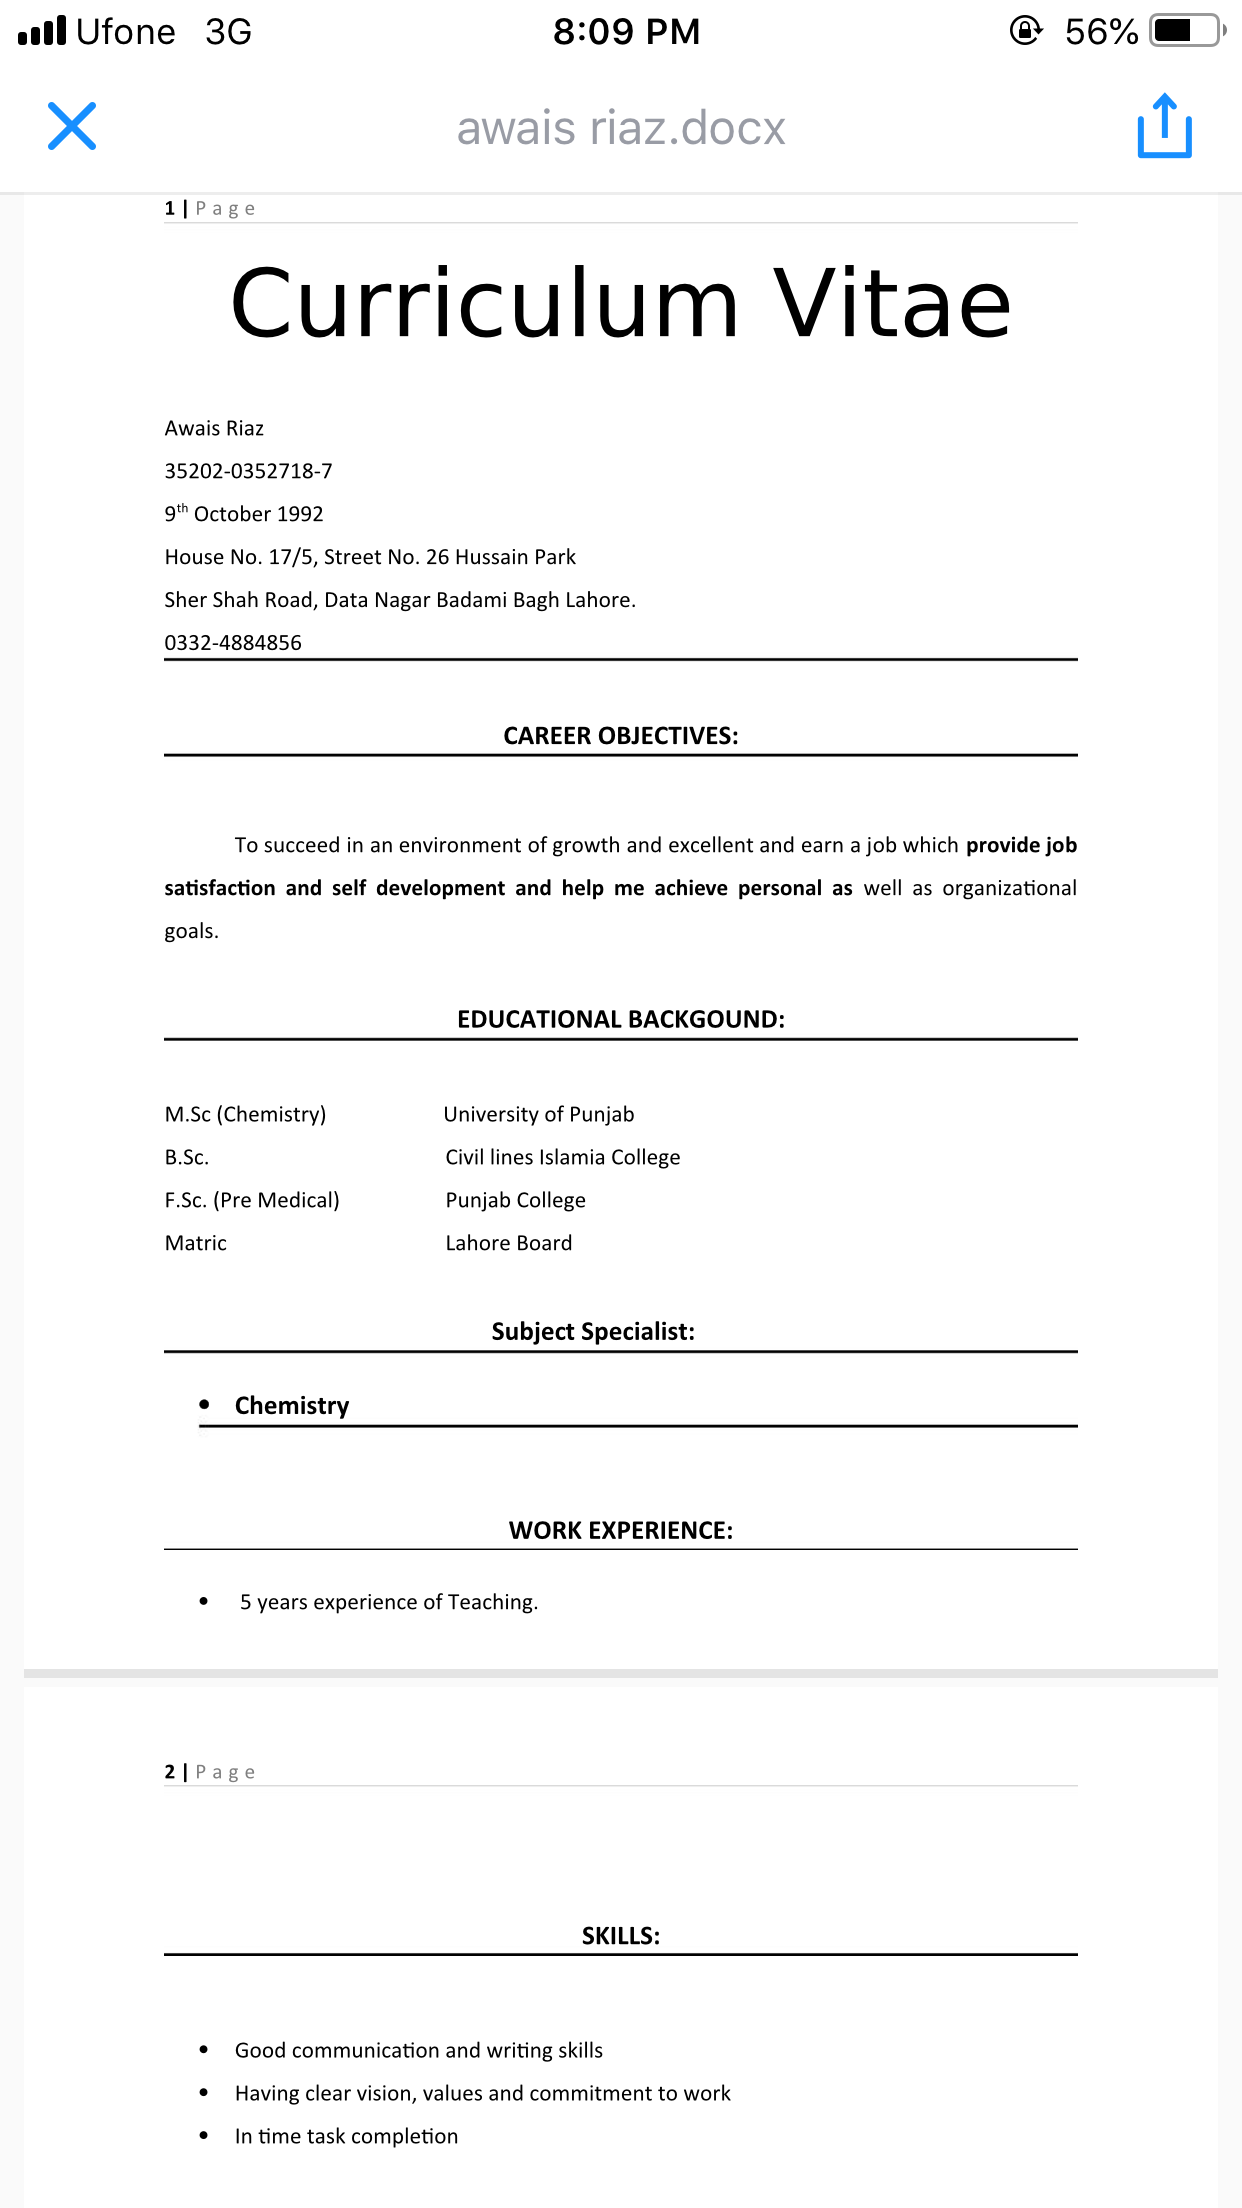 Ufone 3G 8:09 PM 56%
awais riaz.docx
1 | Page
Curriculum Vitae
Awais Riaz
35202-0352718-7
9th October 1992
House No. 17/5, Street No. 26 Hussain Park
Sher Shah Road, Data Nagar Badami Bagh Lahore.
0332-4884856
CAREER OBJECTIVES:
To succeed in an environment of growth and excellent and earn a job which provide job
satisfaction and self development and help me achieve personal as well as organizational
goals.
EDUCATIONAL BACKGOUND:
M.Sc (Chemistry) University of Punjab
B.Sc. Civil lines Islamia College
F.Sc. (Pre Medical) Punjab College
Matric Lahore Board
Subject Specialist:
• Chemistry
WORK EXPERIENCE:
• 5 years experience of Teaching.
2 | Page
SKILLS:
• Good communication and writing skills
• Having clear vision, values and commitment to work
• In time task completion